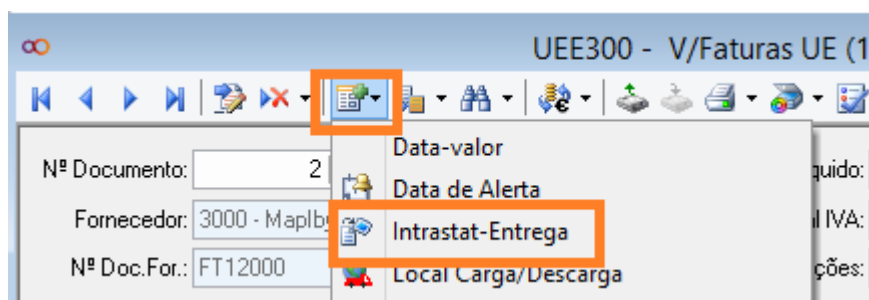 UEE300 - V/Faturas UE (1
Nº Documento: 2
Data-valor
quido:
Data de Alerta
Fornecedor: 3000 - Maplb
Intrastat-Entrega
l IVA:
Nº Doc.For.: FT12000
Local Carga/Descarga
ções: